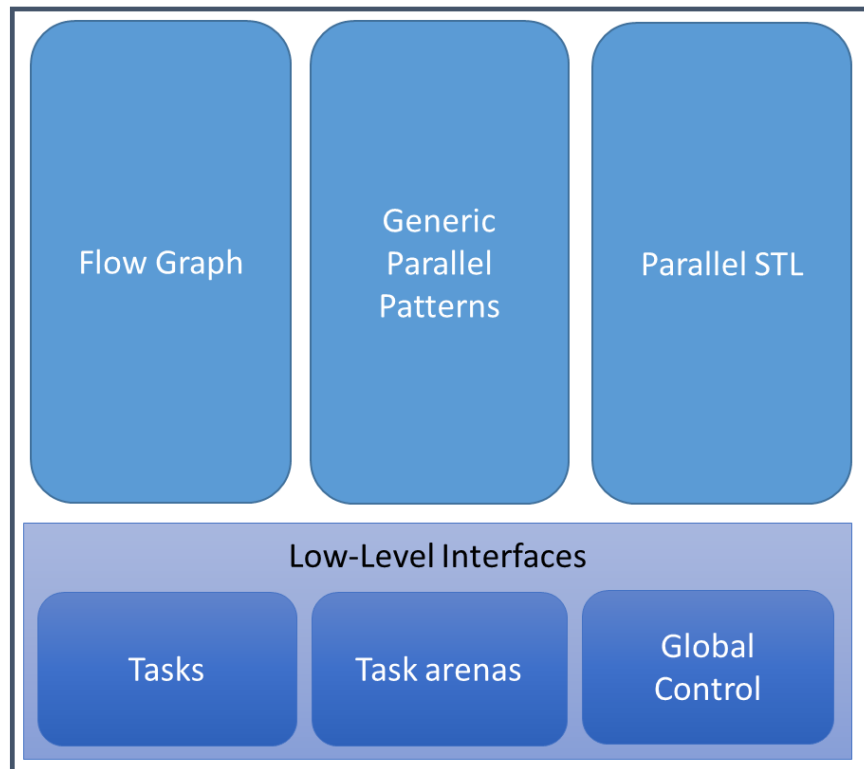 Flow Graph
Generic
Parallel
Patterns
Parallel STL
Low-Level Interfaces
Tasks
Task arenas
Global
Control